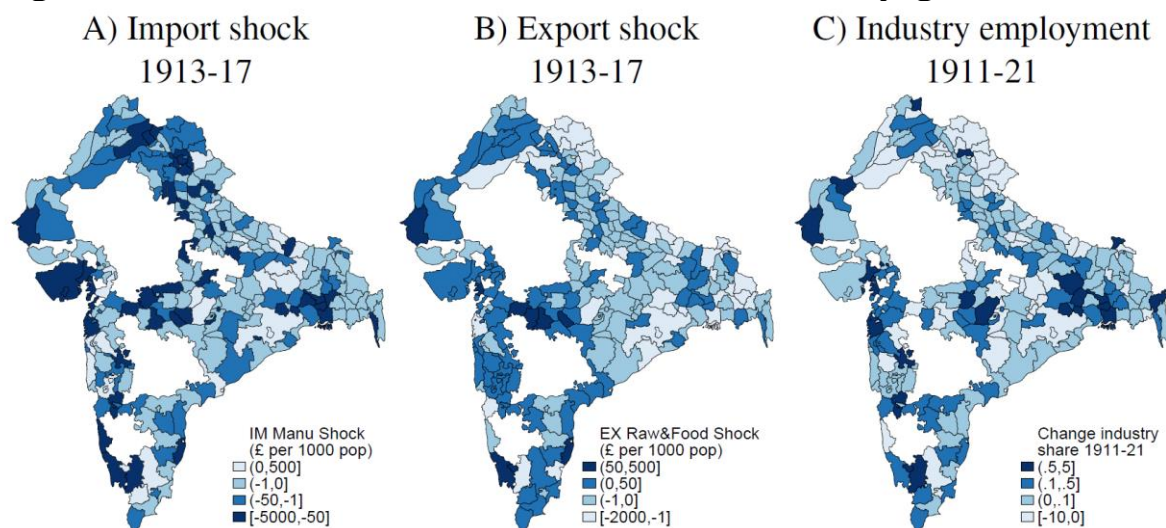 A) Import shock
1913-17
B) Export shock
1913-17
C) Industry employment
1911-21
IM Manu Shock
(£ per 1000 pop)
(0,500]
(-1,0]
(-50,-1]
[-5000,-50]
EX Raw&Food Shock
(£ per 1000 pop)
(50,500]
(0,50]
(-1,0]
[-2000,-1]
Change industry
share 1911-21
(.5,5]
(.1,.5]
(0,.1]
[-10,0]